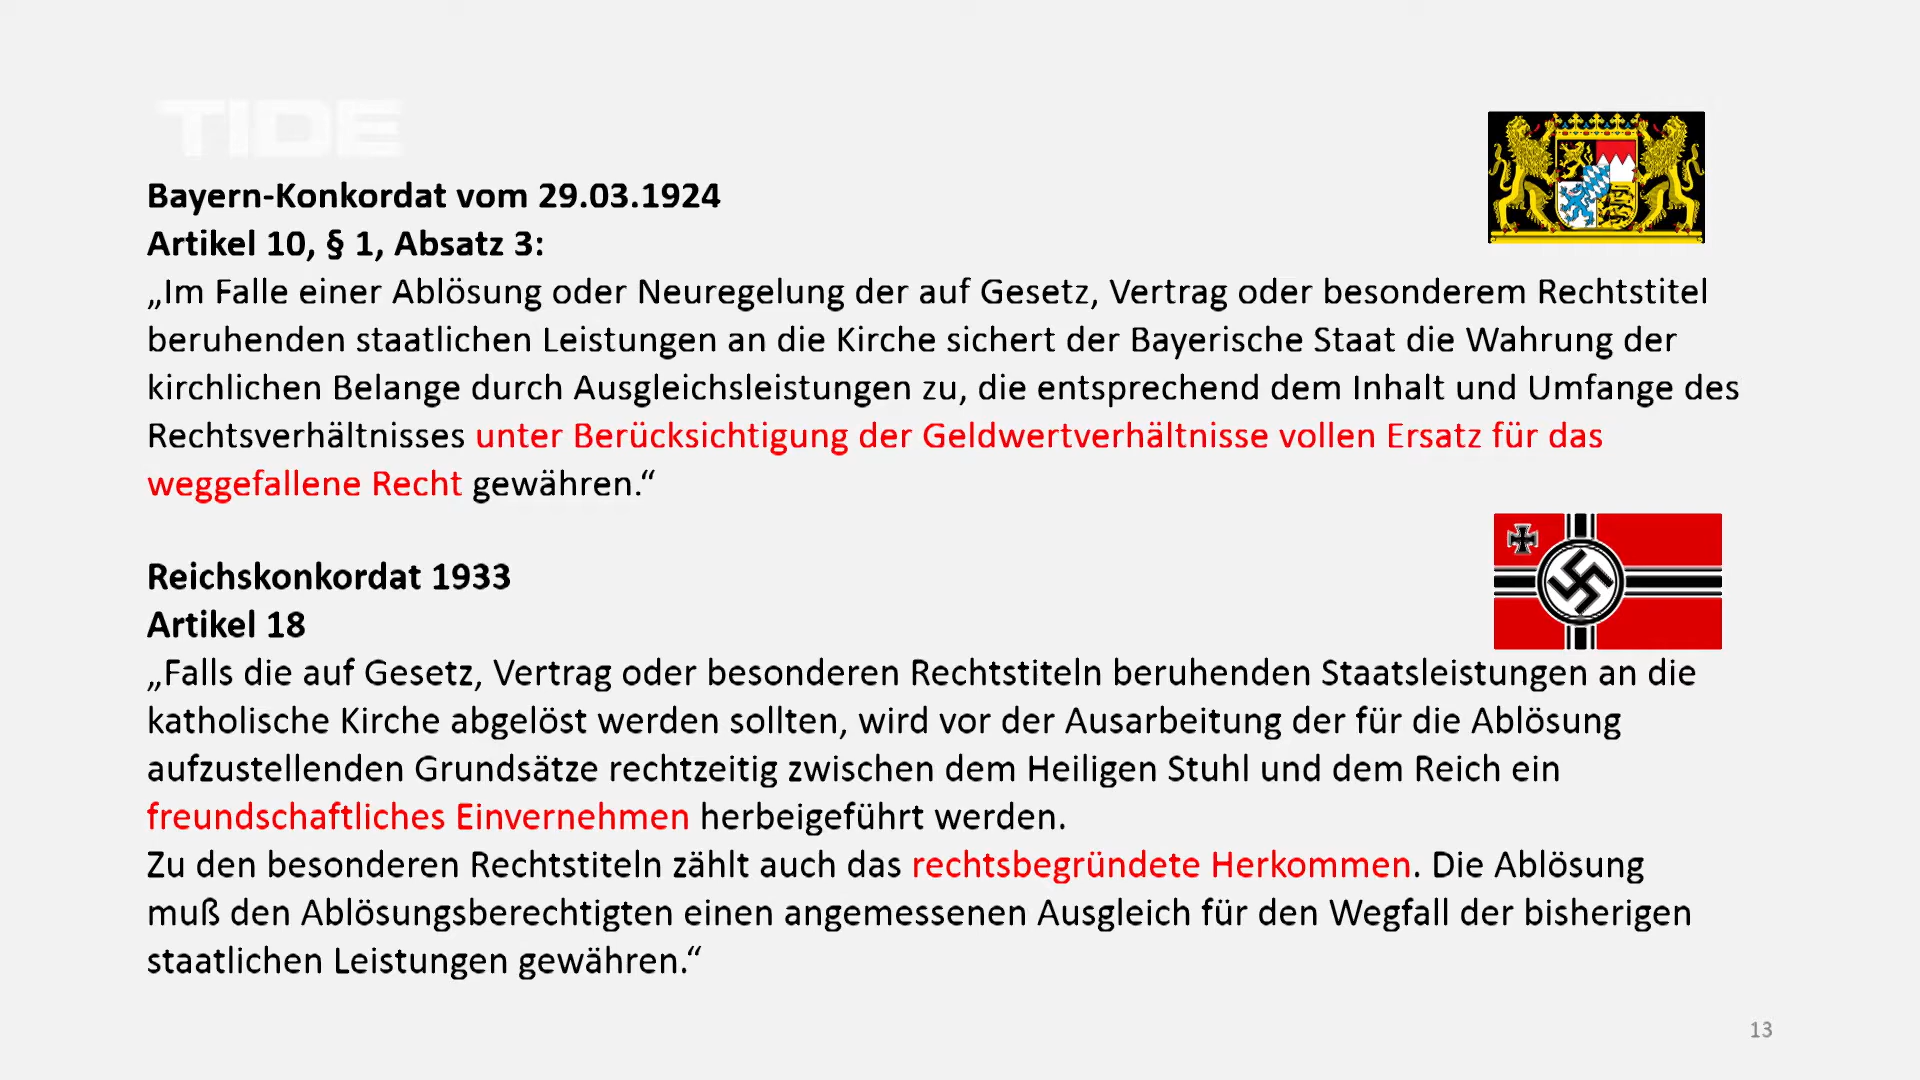 TIDE
Bayern-Konkordat vom 29.03.1924
Artikel 10, § 1, Absatz 3:
„Im Falle einer Ablösung oder Neuregelung der auf Gesetz, Vertrag oder besonderem Rechtstitel
beruhenden staatlichen Leistungen an die Kirche sichert der Bayerische Staat die Wahrung der
kirchlichen Belange durch Ausgleichsleistungen zu, die entsprechend dem Inhalt und Umfange des
Rechtsverhältnisses unter Berücksichtigung der Geldwertverhältnisse vollen Ersatz für das
weggefallene Recht gewähren.“
Reichskonkordat 1933
Artikel 18
„Falls die auf Gesetz, Vertrag oder besonderen Rechtstiteln beruhenden Staatsleistungen an die
katholische Kirche abgelöst werden sollten, wird vor der Ausarbeitung der für die Ablösung
aufzustellenden Grundsätze rechtzeitig zwischen dem Heiligen Stuhl und dem Reich ein
freundschaftliches Einvernehmen herbeigeführt werden.
Zu den besonderen Rechtstiteln zählt auch das rechtsbegründete Herkommen. Die Ablösung
muß den Ablösungsberechtigten einen angemessenen Ausgleich für den Wegfall der bisherigen
staatlichen Leistungen gewähren.“
13